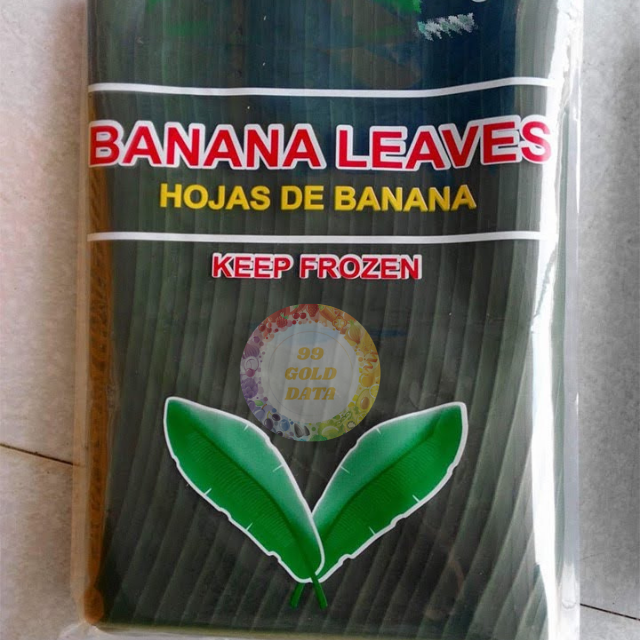 BANANA LEAVES
HOJAS DE BANANA
KEEP FROZEN
99
GOLD
DATA